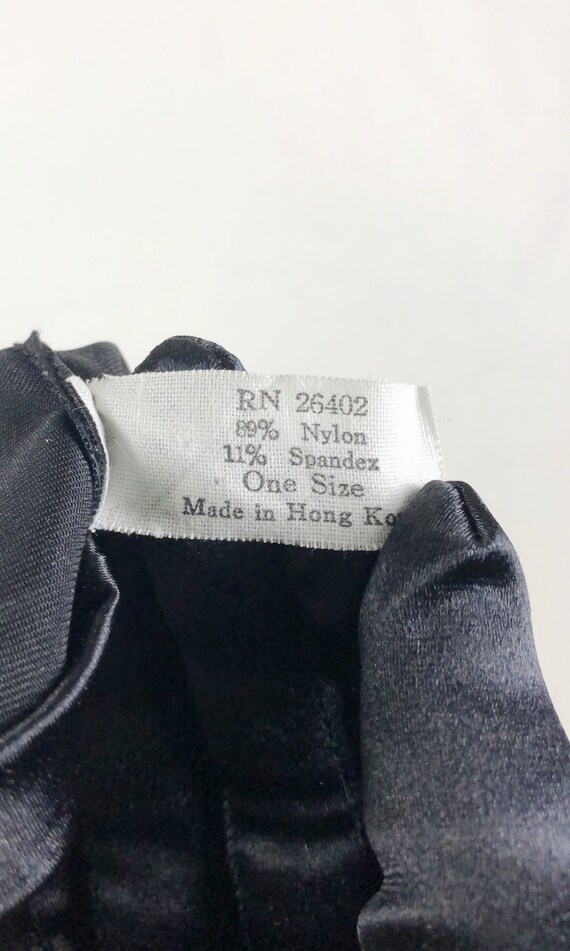 RN 26402
89% Nylon
11% Spandex
One Size
Made in Hong Ko